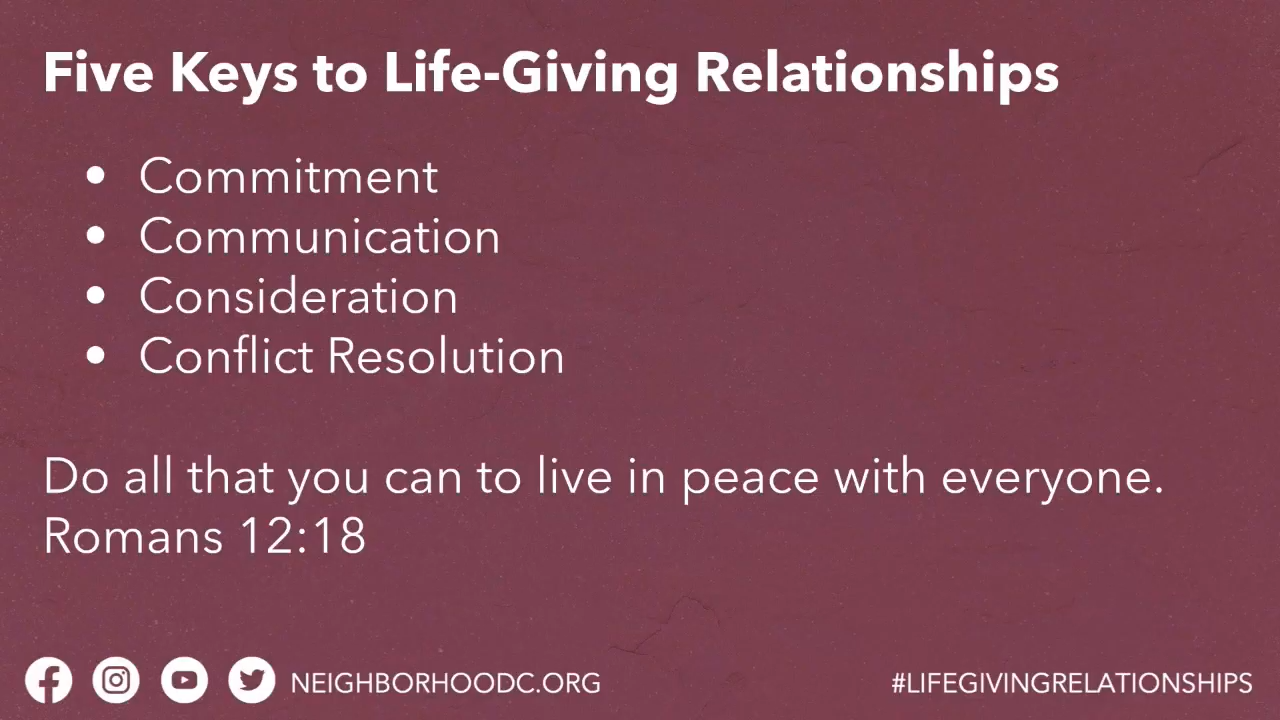 Five Keys to Life-Giving Relationships
• Commitment
• Communication
• Consideration
• Conflict Resolution
Do all that you can to live in peace with everyone.
Romans 12:18
NEIGHBORHOODC.ORG
#LIFEGIVINGRELATIONSHIPS